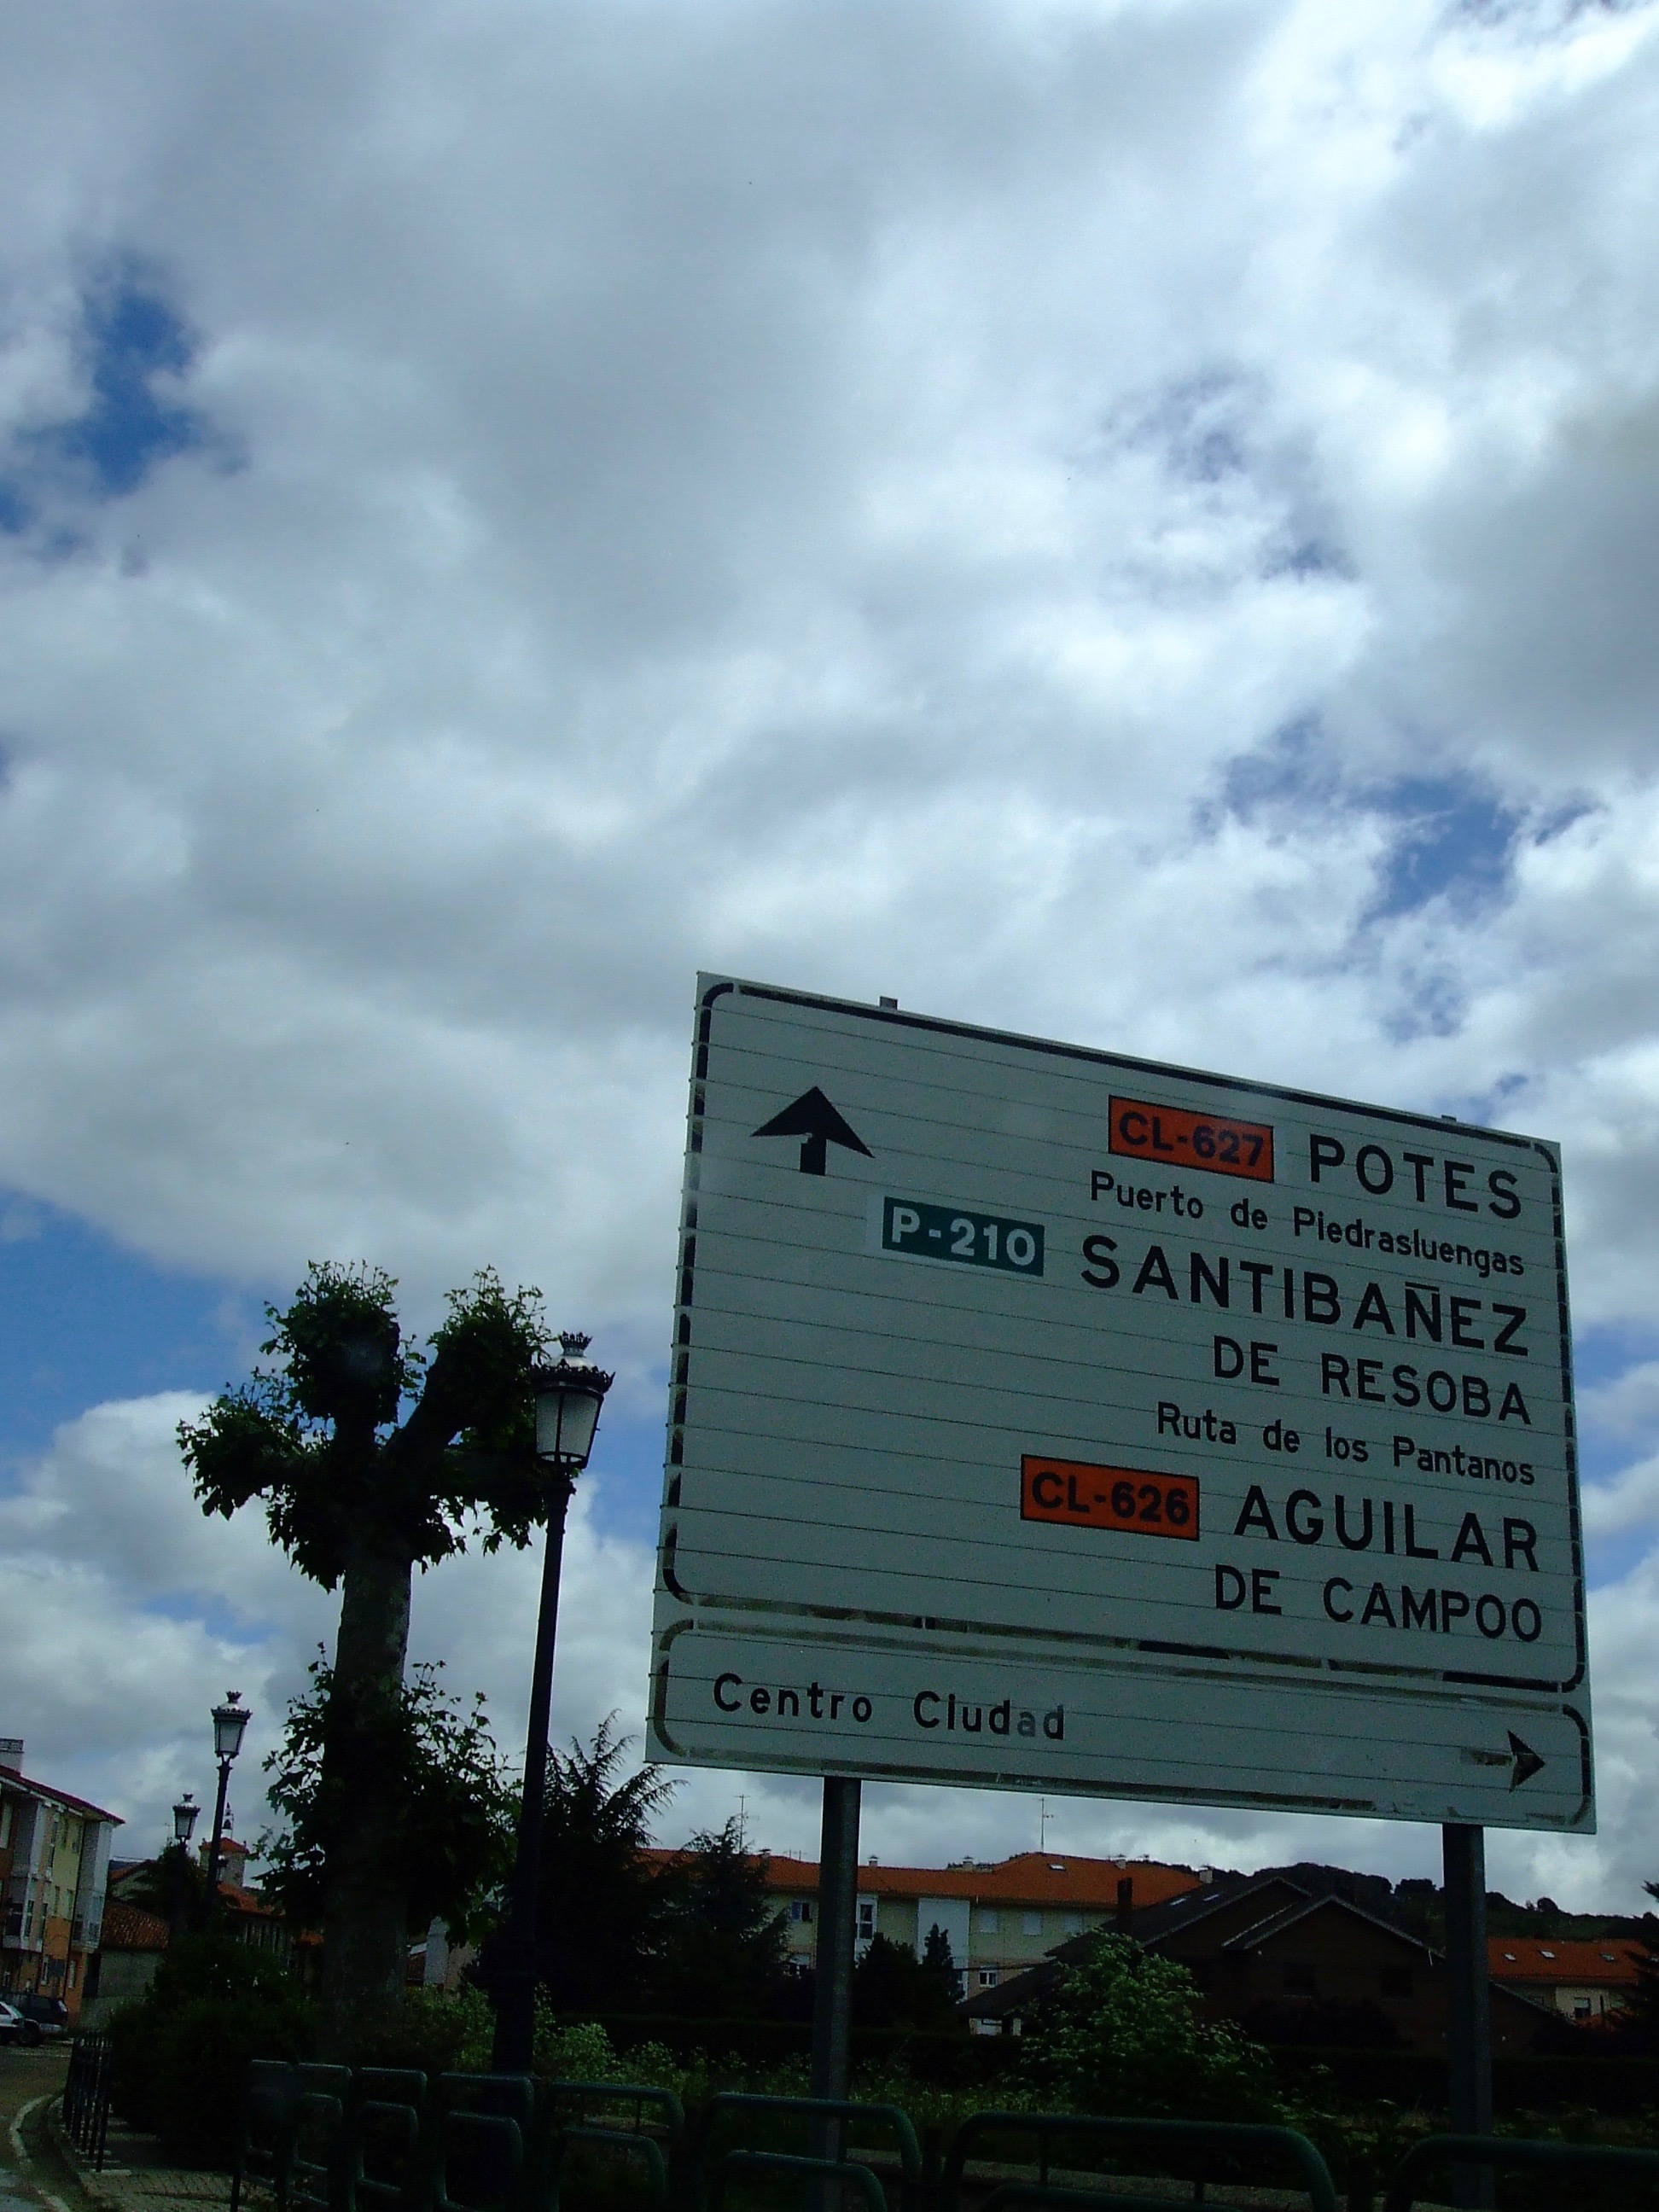 CL-627 POTES
Puerto de Piedrasluengas
P-210 SANTIBAÑEZ
DE RESOBA
Ruta de los Pantanos
CL-626 AGUILAR
DE CAMPOO
Centro Ciudad